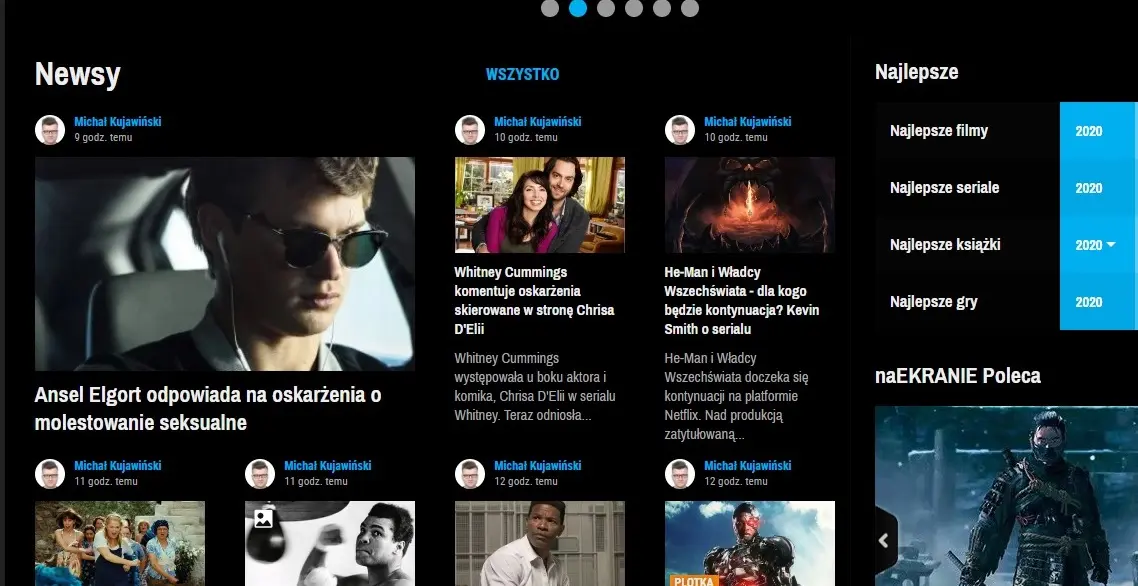 Newsy
WSZYSTKO
Michał Kujawiński
9 godz. temu
Ansel Elgort odpowiada na oskarżenia o
molestowanie seksualne
Michał Kujawiński
10 godz. temu
Whitney Cummings
komentuje oskarżenia
skierowane w stronę Chrisa
D'Elii
Whitney Cummings
występowała u boku aktora i
komika, Chrisa D'Elii w serialu
Whitney. Teraz odniosła...
Michał Kujawiński
10 godz. temu
He-Man i Władcy
Wszechświata - dla kogo
będzie kontynuacja? Kevin
Smith o serialu
He-Man i Władcy
Wszechświata doczeka się
kontynuacji na platformie
Netflix. Nad produkcją
zatytułowaną...
Michał Kujawiński
11 godz. temu
Michał Kujawiński
11 godz. temu
Michał Kujawiński
12 godz. temu
Michał Kujawiński
12 godz. temu
PLOTKA
Najlepsze
Najlepsze filmy 2020
Najlepsze seriale 2020
Najlepsze książki 2020
Najlepsze gry 2020
naEKRANIE Poleca